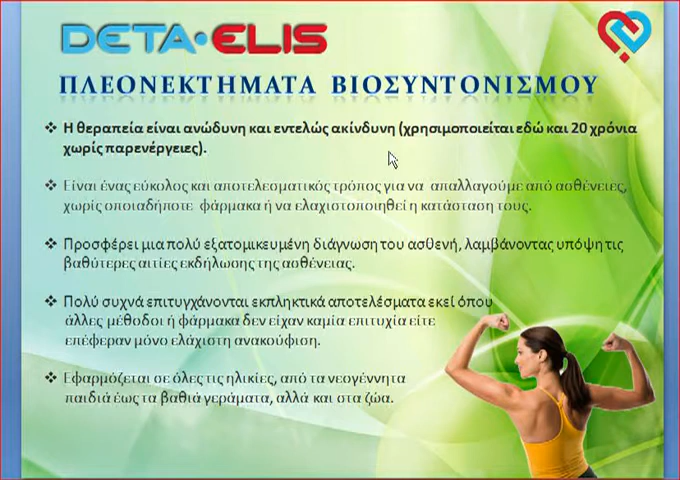 DETA·ELIS
ΠΛΕΟΝΕΚΤΗΜΑΤΑ ΒΙΟΣΥΝΤΟΝΙΣΜΟΥ
❖ Η θεραπεία είναι ανώδυνη και εντελώς ακίνδυνη (χρησιμοποιείται εδώ και 20 χρόνια
χωρίς παρενέργειες).
❖ Είναι ένας εύκολος και αποτελεσματικός τρόπος για να απαλλαγούμε από ασθένειες,
χωρίς οποιαδήποτε φάρμακα ή να ελαχιστοποιηθεί η κατάσταση τους.
❖ Προσφέρει μια πολύ εξατομικευμένη διάγνωση του ασθενή, λαμβάνοντας υπόψη τις
βαθύτερες αιτίες εκδήλωσης της ασθένειας.
❖ Πολύ συχνά επιτυγχάνονται εκπληκτικά αποτελέσματα εκεί όπου
άλλες μέθοδοι ή φάρμακα δεν είχαν καμία επιτυχία είτε
επέφεραν μόνο ελάχιστη ανακούφιση.
❖ Εφαρμόζεται σε όλες τις ηλικίες, από τα νεογέννητα
παιδιά έως τα βαθιά γεράματα, αλλά και στα ζώα.